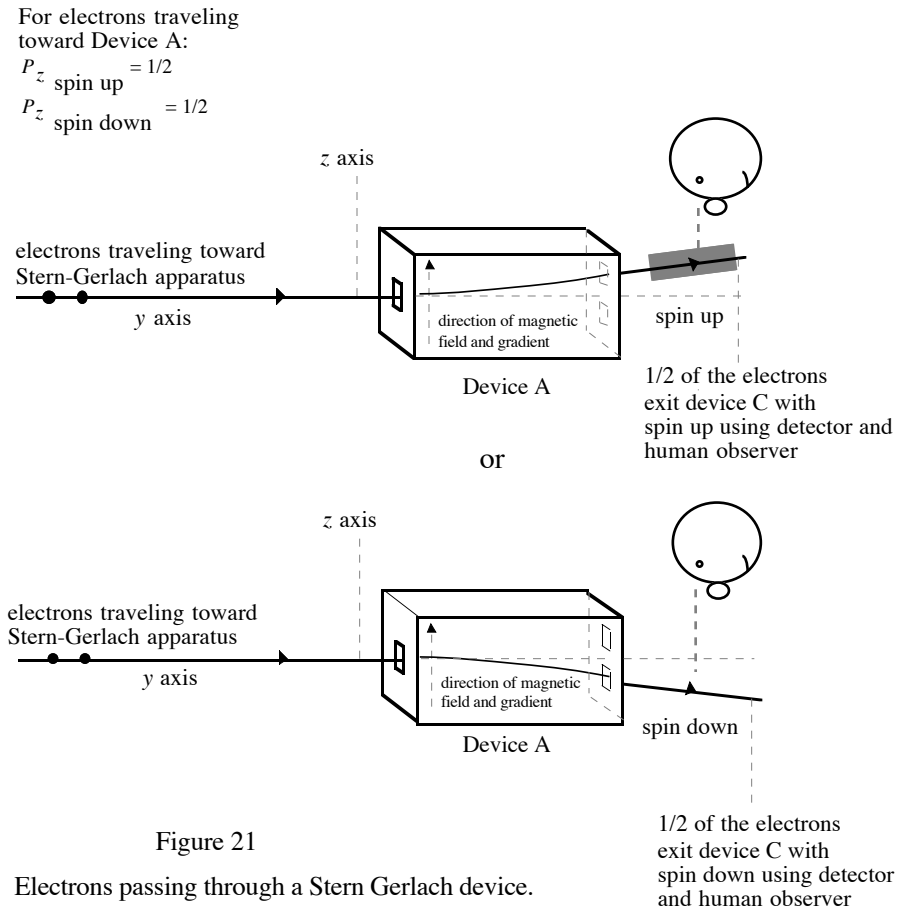 For electrons traveling
toward Device A:
P z spin up = 1/2
P z spin down = 1/2
z axis
electrons traveling toward
Stern-Gerlach apparatus
y axis
direction of magnetic
field and gradient
spin up
Device A
1/2 of the electrons
exit device C with
spin up using detector and
human observer
or
z axis
electrons traveling toward
Stern-Gerlach apparatus
y axis
direction of magnetic
field and gradient
spin down
Device A
1/2 of the electrons
exit device C with
spin down using detector
and human observer
Figure 21
Electrons passing through a Stern Gerlach device.